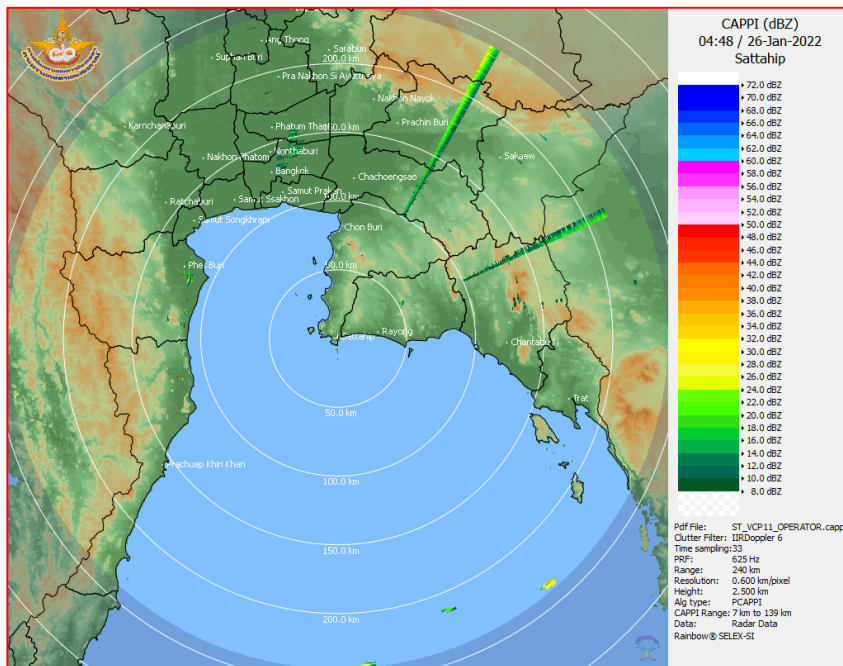 CAPPI (dBZ)
04:48 / 26-Jan-2022
Sattahip
72.0 dBZ
70.0 dBZ
68.0 dBZ
66.0 dBZ
64.0 dBZ
62.0 dBZ
60.0 dBZ
58.0 dBZ
56.0 dBZ
54.0 dBZ
52.0 dBZ
50.0 dBZ
48.0 dBZ
46.0 dBZ
44.0 dBZ
42.0 dBZ
40.0 dBZ
38.0 dBZ
36.0 dBZ
34.0 dBZ
32.0 dBZ
30.0 dBZ
28.0 dBZ
26.0 dBZ
24.0 dBZ
22.0 dBZ
20.0 dBZ
18.0 dBZ
16.0 dBZ
14.0 dBZ
12.0 dBZ
10.0 dBZ
8.0 dBZ
Pdf File: ST_VCP11_OPERATOR.capp
Clutter Filter: IIRDoppler 6
Time sampling:33
PRF: 625 Hz
Range: 240 km
Resolution: 0.600 km/pixel
Height: 2.500 km
Alg type: PCAPPI
CAPPI Range: 7 km to 139 km
Data: Radar Data
Rainbow® SELEX-SI
Ang Thong
Saraburi
Suphan Buri
200.0 km
Pra Nakhon Si Ayutthaya
Nakhon Nayok
Karnchanaburi
Phatum Thani
Prachin Buri
Nonthaburi
Nakhon Phatom
Sakaew
Bangkok
Chachoengsao
Samut Prakan
Ratchaburi
Samut Ssakhon
Samut Songkhram
Chon Buri
Phet Buri
Rayong
Sattahip
Chantaburi
Trat
50.0 km
Prachuap Khiri Khan
100.0 km
150.0 km
200.0 km